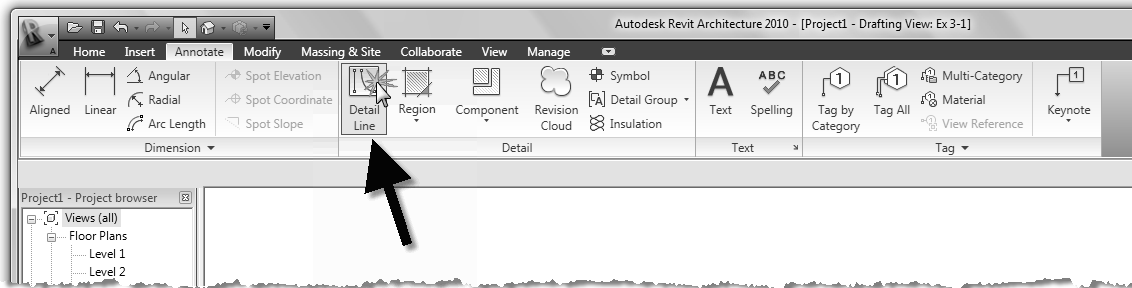 Autodesk Revit Architecture 2010 - [Project1 - Drafting View: Ex 3-1]
A
Home Insert Annotate Modify Massing & Site Collaborate View Manage
Aligned
Linear
Angular
Radial
Arc Length
Spot Elevation
Spot Coordinate
Spot Slope
Dimension
Detail
Line
Region
Component
Revision
Cloud
Symbol
[A] Detail Group
Insulation
Detail
A
Text
ABC
Spelling
Text
1
Tag by
Category
1
Tag All
Multi-Category
Material
View Reference
Tag
1
Keynote
Project1 - Project browser
Views (all)
Floor Plans
Level 1
Level 2